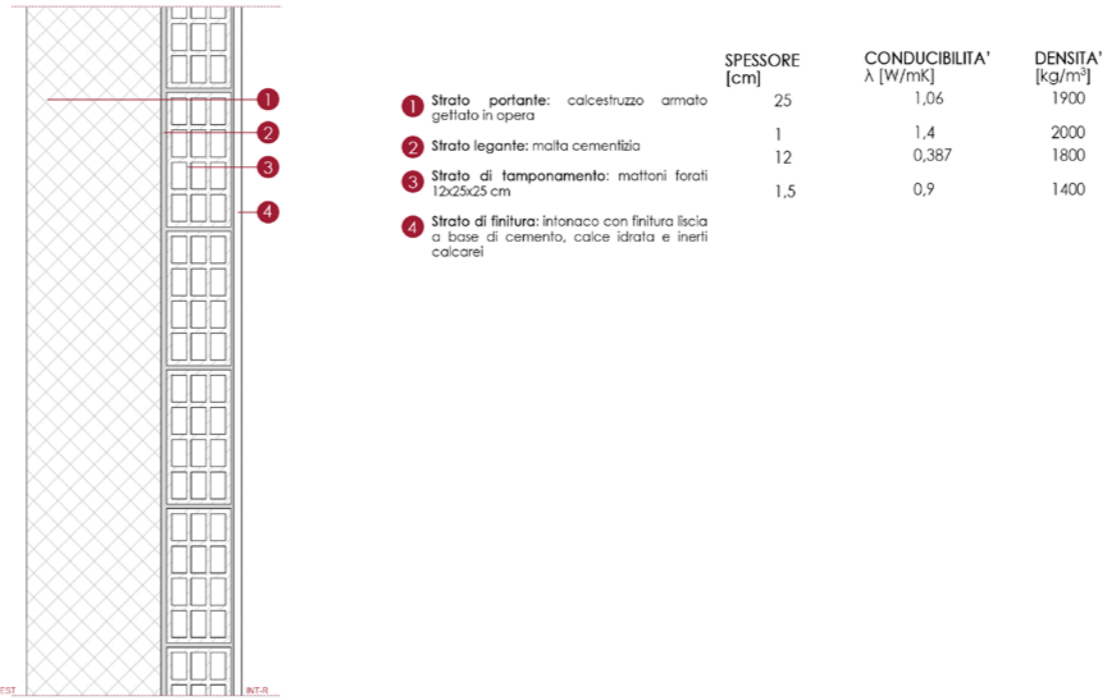 SPESSORE CONDUCIBILITA' DENSITA'
[cm] λ [W/mK] [kg/m³]
1 1 Strato portante: calcestruzzo armato 25 1,06 1900
gettato in opera
2 1 1,4 2000
2 Strato legante: malta cementizia
12 0,387 1800
3 3 Strato di tamponamento: mattoni forati
12x25x25 cm 1,5 0,9 1400
4 4 Strato di finitura: intonaco con finitura liscia
a base di cemento, calce idrata e inerti
calcarei
EST INT-R